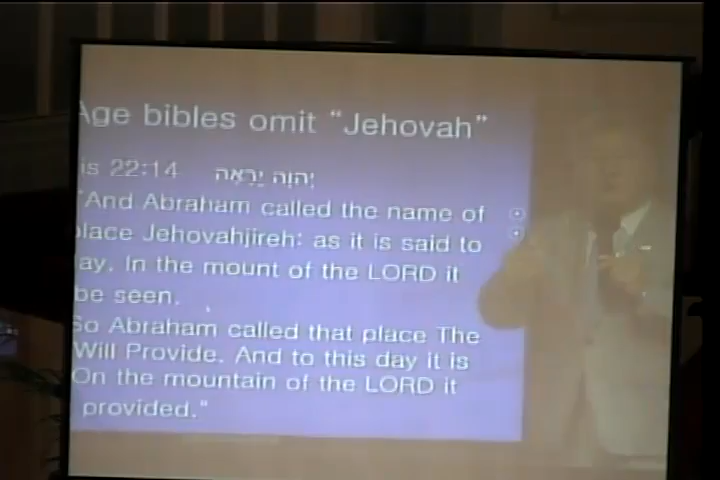 Age bibles omit "Jehovah"
is 22:14 יְהוָה יִרְאֶה
"And Abraham called the name of
place Jehovahjireh: as it is said to
ay, In the mount of the LORD it
be seen.
So Abraham called that place The
Will Provide. And to this day it is
On the mountain of the LORD it
provided."